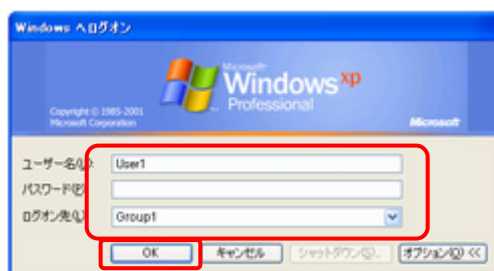 Windows へログオン
Microsoft
Windows xp
Professional
Copyright © 1985-2001
Microsoft Corporation
Microsoft
ユーザー名(U):
User1
パスワード(P):
ログオン先(L):
Group1
OK
キャンセル
シャットダウン(S)...
オプション(O) <<